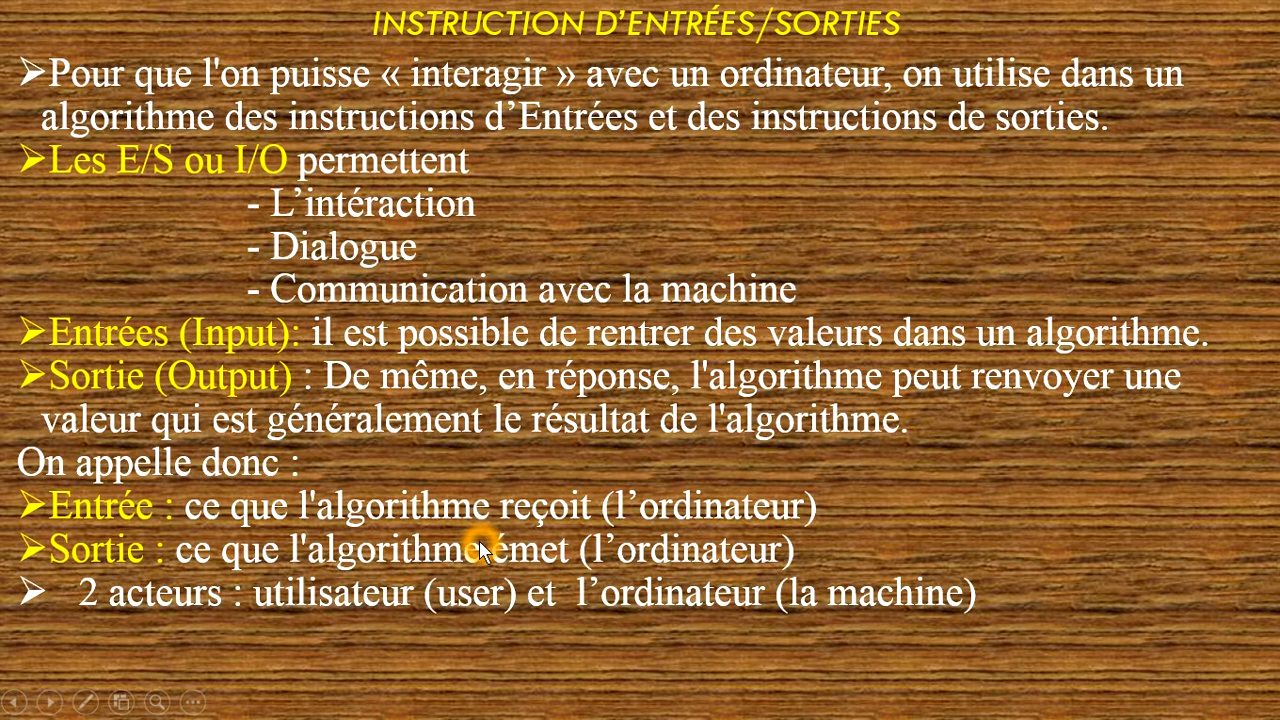 INSTRUCTION D’ENTRÉES/SORTIES
➢Pour que l'on puisse « interagir » avec un ordinateur, on utilise dans un
algorithme des instructions d’Entrées et des instructions de sorties.
➢Les E/S ou I/O permettent
- L’intéraction
- Dialogue
- Communication avec la machine
➢Entrées (Input): il est possible de rentrer des valeurs dans un algorithme.
➢Sortie (Output) : De même, en réponse, l'algorithme peut renvoyer une
valeur qui est généralement le résultat de l'algorithme.
On appelle donc :
➢Entrée : ce que l'algorithme reçoit (l’ordinateur)
➢Sortie : ce que l'algorithme émet (l’ordinateur)
➢ 2 acteurs : utilisateur (user) et l’ordinateur (la machine)